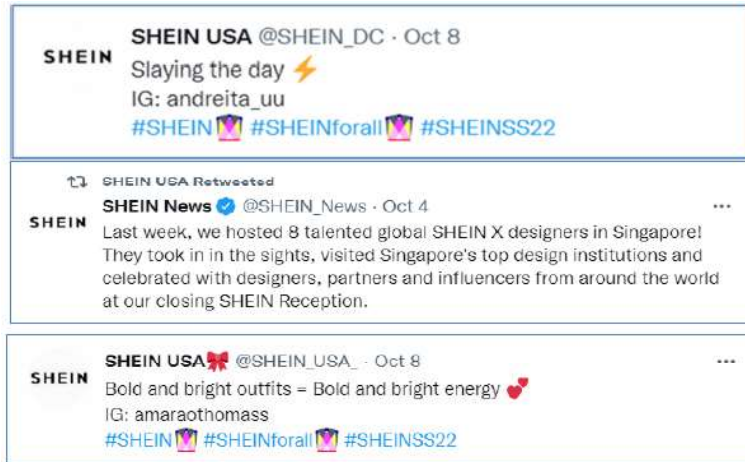 SHEIN
SHEIN USA @SHEIN_DC · Oct 8
Slaying the day ⚡
IG: andreita_uu
#SHEIN #SHEINforall #SHEINSS22
SHEIN USA Retweeted
SHEIN
SHEIN News @SHEIN_News · Oct 4
Last week, we hosted 8 talented global SHEIN X designers in Singapore!
They took in in the sights, visited Singapore's top design institutions and
celebrated with designers, partners and influencers from around the world
at our closing SHEIN Reception.
SHEIN
SHEIN USA🎀 @SHEIN_USA_ · Oct 8
Bold and bright outfits = Bold and bright energy 💕
IG: amaraothomass
#SHEIN #SHEINforall #SHEINSS22